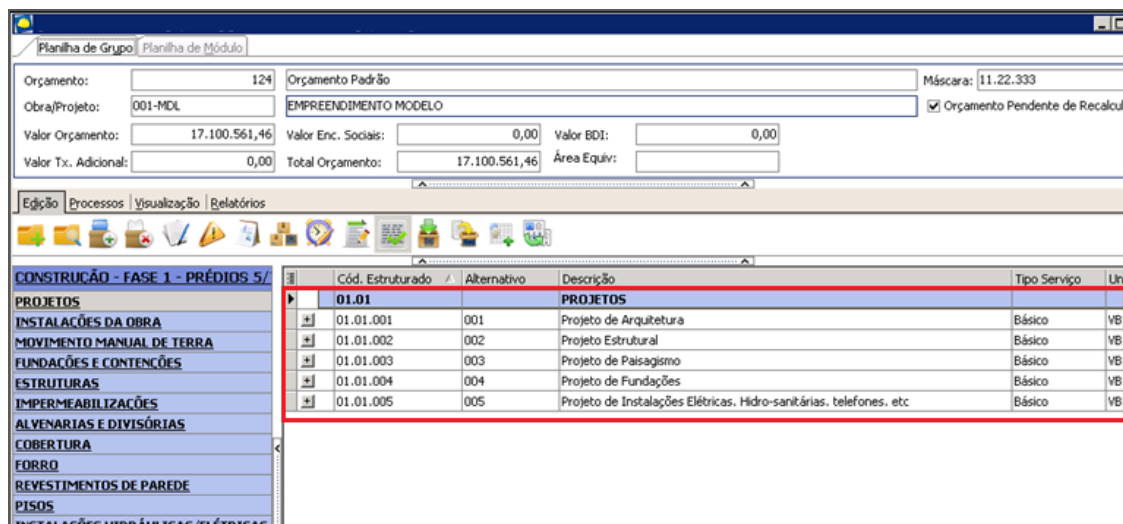 Planilha de Grupo Planilha de Módulo
Orçamento: 124 Orçamento Padrão Máscara: 11.22.333
Obra/Projeto: 001-MDL EMPREENDIMENTO MODELO Orçamento Pendente de Recalcul
Valor Orçamento: 17.100.561,46 Valor Enc. Sociais: 0,00 Valor BDI: 0,00
Valor Tx. Adicional: 0,00 Total Orçamento: 17.100.561,46 Área Equiv:
Edição Processos Visualização Relatórios
CONSTRUÇÃO - FASE 1 - PRÉDIOS 5/
PROJETOS
INSTALAÇÕES DA OBRA
MOVIMENTO MANUAL DE TERRA
FUNDAÇÕES E CONTENÇÕES
ESTRUTURAS
IMPERMEABILIZAÇÕES
ALVENARIAS E DIVISÓRIAS
COBERTURA
FORRO
REVESTIMENTOS DE PAREDE
PISOS
INSTALAÇÕES HIDRÁULICAS/ELÉTRICAS
Cód. Estruturado Alternativo Descrição Tipo Serviço Un
01.01 PROJETOS
01.01.001 001 Projeto de Arquitetura Básico VB
01.01.002 002 Projeto Estrutural Básico VB
01.01.003 003 Projeto de Paisagismo Básico VB
01.01.004 004 Projeto de Fundações Básico VB
01.01.005 005 Projeto de Instalações Elétricas. Hidro-sanitárias. telefones. etc Básico VB